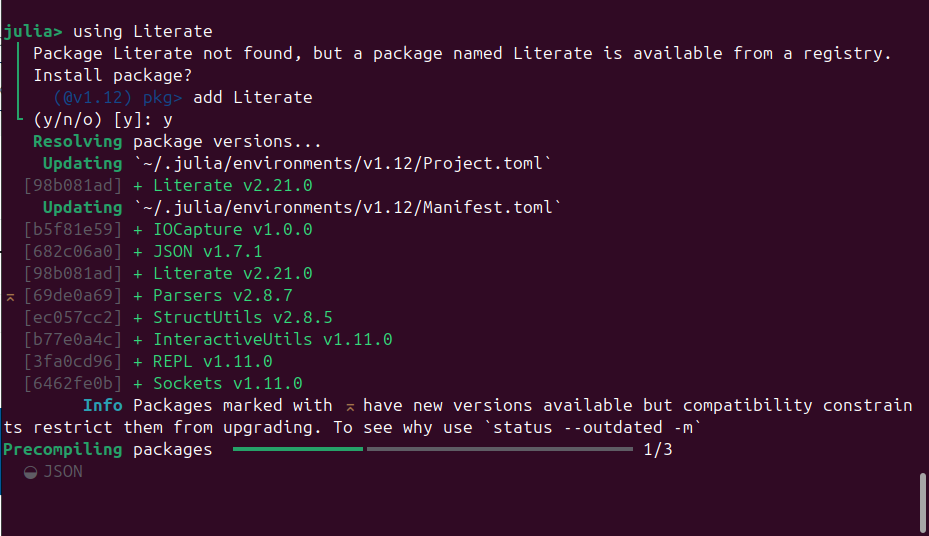 julia> using Literate
Package Literate not found, but a package named Literate is available from a registry.
Install package?
(@v1.12) pkg> add Literate
(y/n/o) [y]: y
Resolving package versions...
Updating `~/.julia/environments/v1.12/Project.toml`
[98b081ad] + Literate v2.21.0
Updating `~/.julia/environments/v1.12/Manifest.toml`
[b5f81e59] + IOCapture v1.0.0
[682c06a0] + JSON v1.7.1
[98b081ad] + Literate v2.21.0
⌅ [69de0a69] + Parsers v2.8.7
[ec057cc2] + StructUtils v2.8.5
[b77e0a4c] + InteractiveUtils v1.11.0
[3fa0cd96] + REPL v1.11.0
[6462fe0b] + Sockets v1.11.0
Info Packages marked with ⌅ have new versions available but compatibility constrain
ts restrict them from upgrading. To see why use `status --outdated -m`
Precompiling packages 1/3
◒ JSON